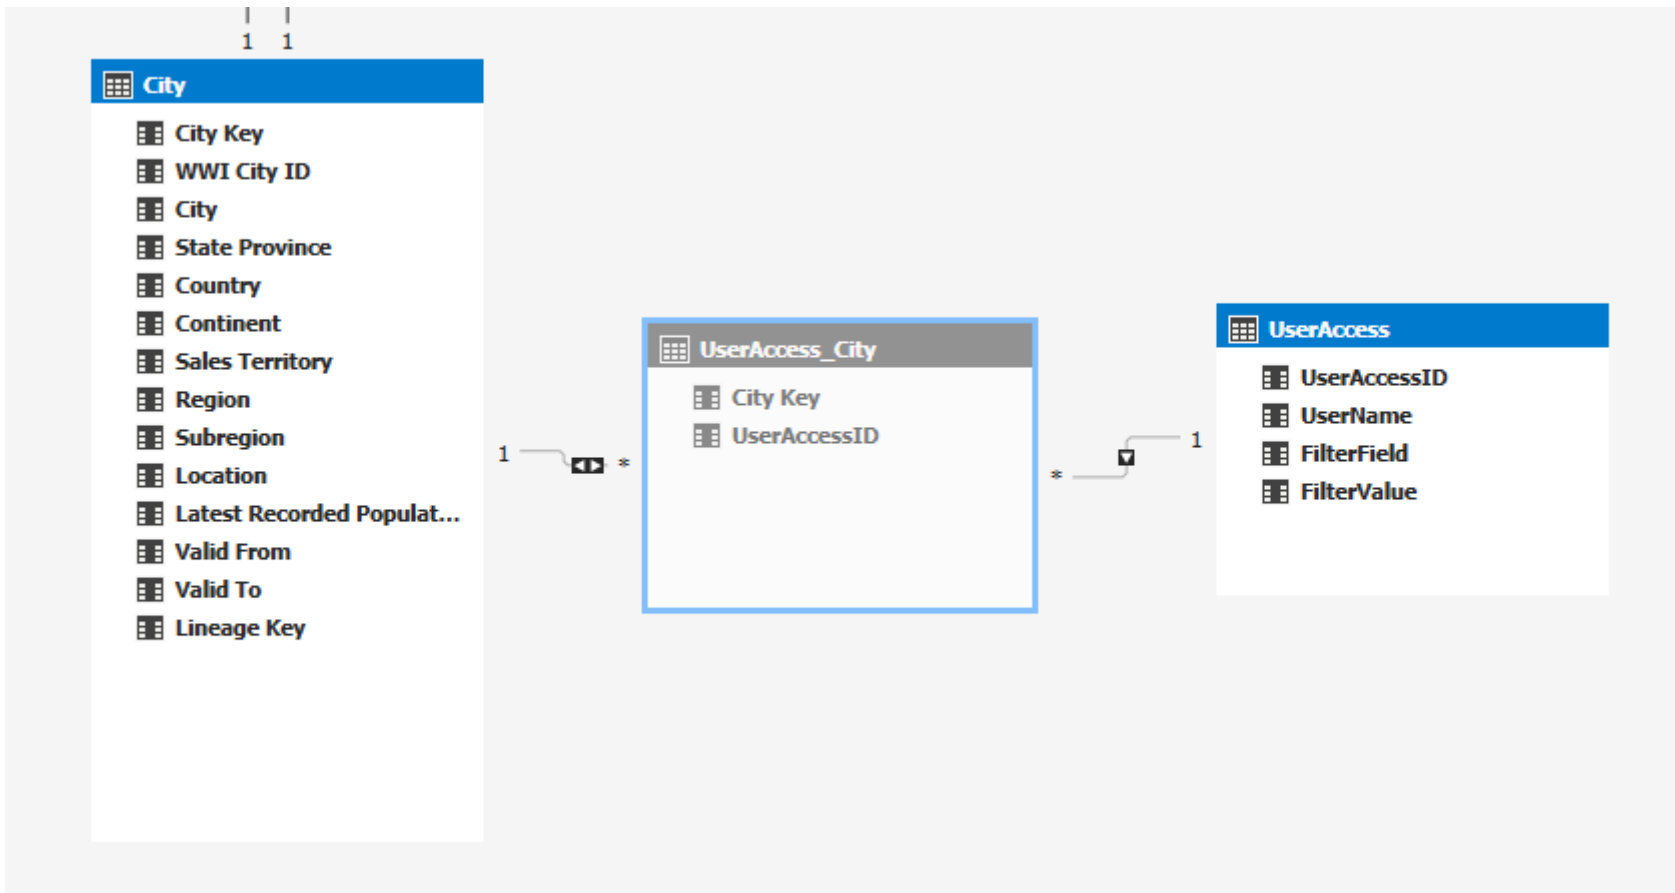 1 1
City
City Key
WWI City ID
City
State Province
Country
Continent
Sales Territory
Region
Subregion
Location
Latest Recorded Populat...
Valid From
Valid To
Lineage Key
1 *
UserAccess_City
City Key
UserAccessID
* 1
UserAccess
UserAccessID
UserName
FilterField
FilterValue